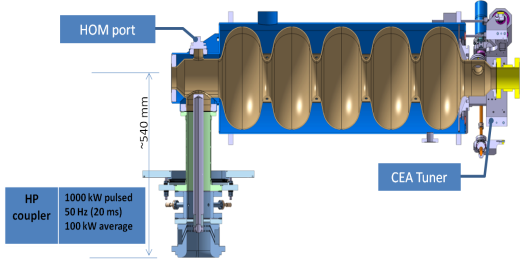 HOM port
~540 mm
CEA Tuner
HP
coupler
1000 kW pulsed
50 Hz (20 ms)
100 kW average